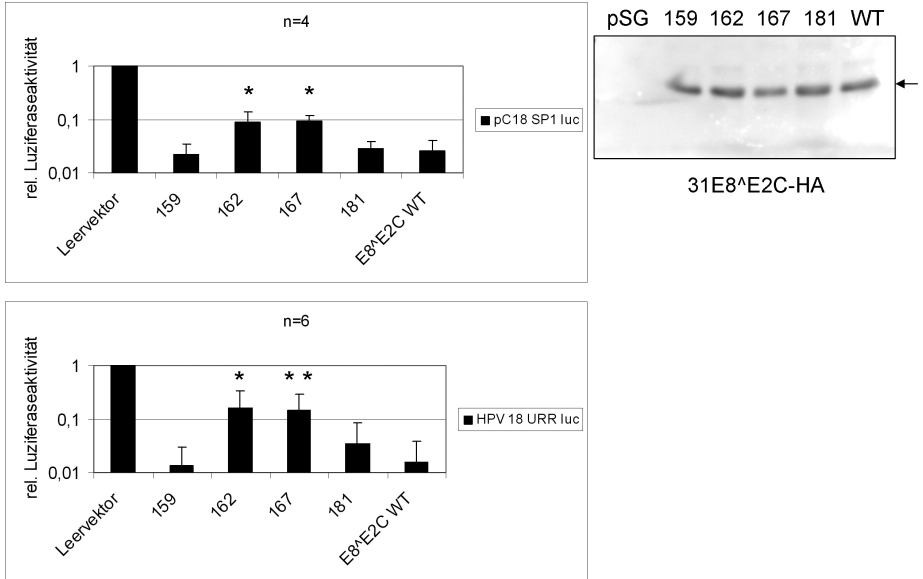 n=4
rel. Luziferaseaktivität
1
0,1
0,01
* *
Leervektor
159
162
167
181
E8^E2C WT
pC18 SP1 luc
pSG 159 162 167 181 WT
31E8^E2C-HA
n=6
rel. Luziferaseaktivität
1
0,1
0,01
* * *
Leervektor
159
162
167
181
E8^E2C WT
HPV 18 URR luc